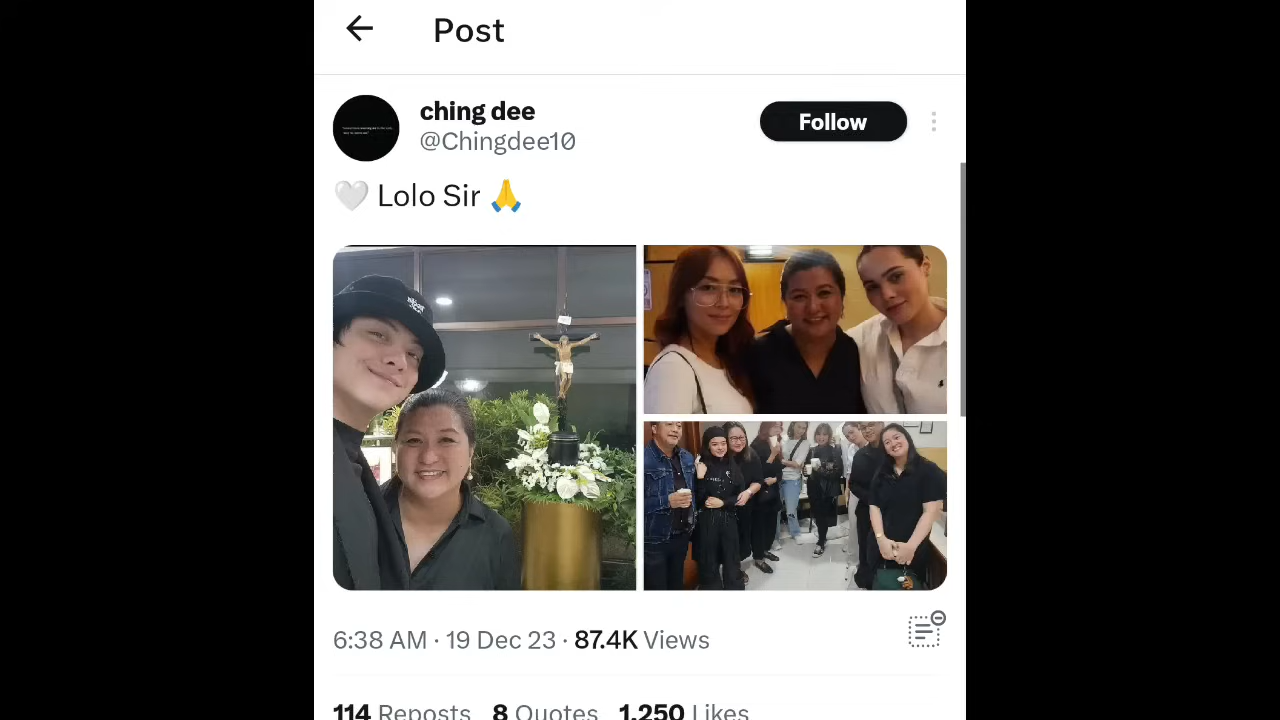 Post
ching dee
@Chingdee10
Follow
🤍 Lolo Sir 🙏
6:38 AM · 19 Dec 23 · 87.4K Views
114 Reposts 8 Quotes 1,250 Likes